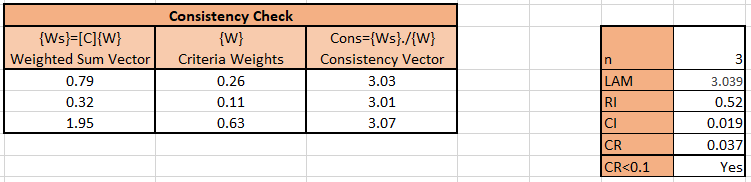 Consistency Check
{Ws}=[C]{W} {W} Cons={Ws}./{W}
Weighted Sum Vector Criteria Weights Consistency Vector
0.79 0.26 3.03
0.32 0.11 3.01
1.95 0.63 3.07
n 3
LAM 3.039
RI 0.52
CI 0.019
CR 0.037
CR<0.1 Yes